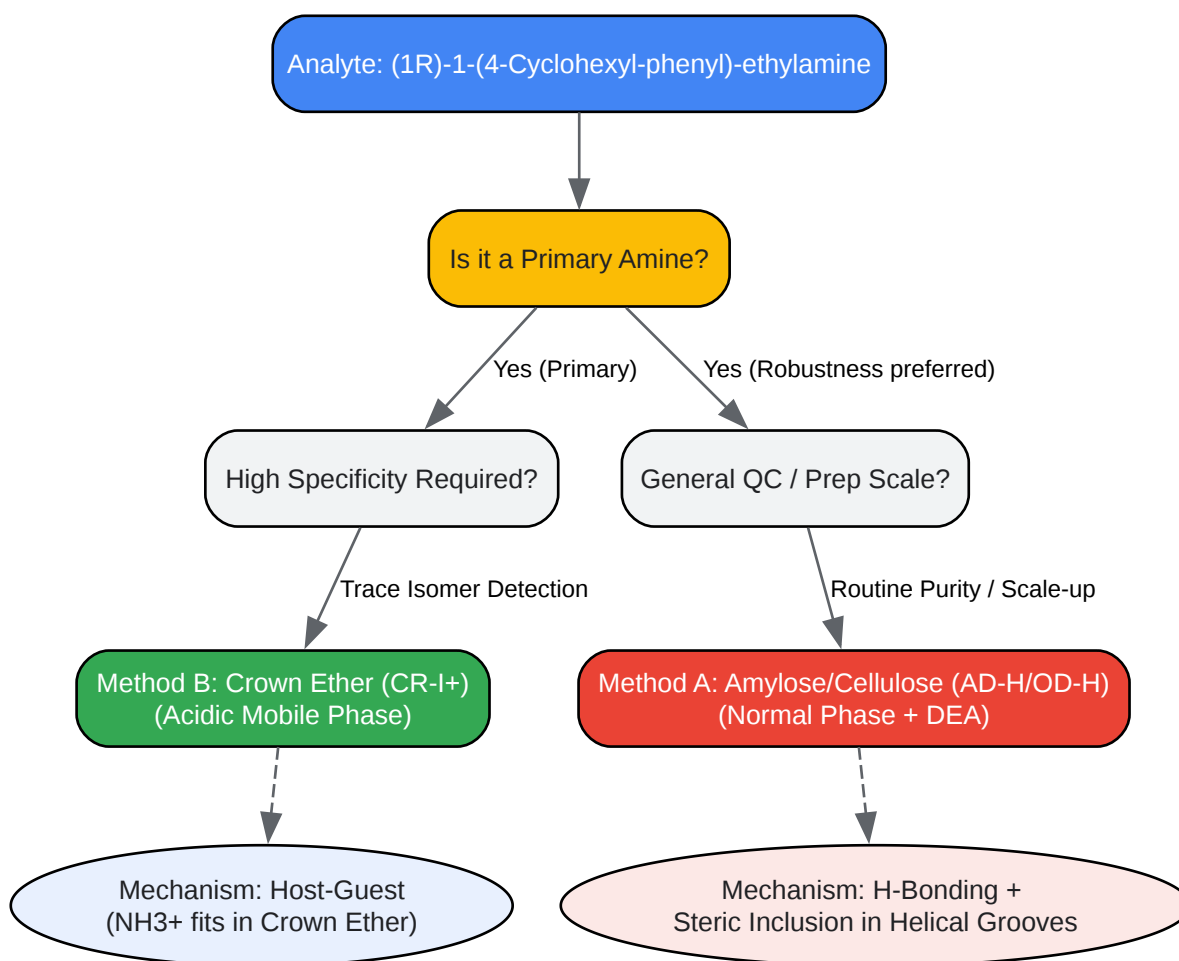 Analyte: (1R)-1-(4-Cyclohexyl-phenyl)-ethylamine
Is it a Primary Amine?
Yes (Primary)
Yes (Robustness preferred)
High Specificity Required?
General QC / Prep Scale?
Trace Isomer Detection
Routine Purity / Scale-up
Method B: Crown Ether (CR-I+)
(Acidic Mobile Phase)
Method A: Amylose/Cellulose (AD-H/OD-H)
(Normal Phase + DEA)
Mechanism: Host-Guest
(NH3+ fits in Crown Ether)
Mechanism: H-Bonding +
Steric Inclusion in Helical Grooves